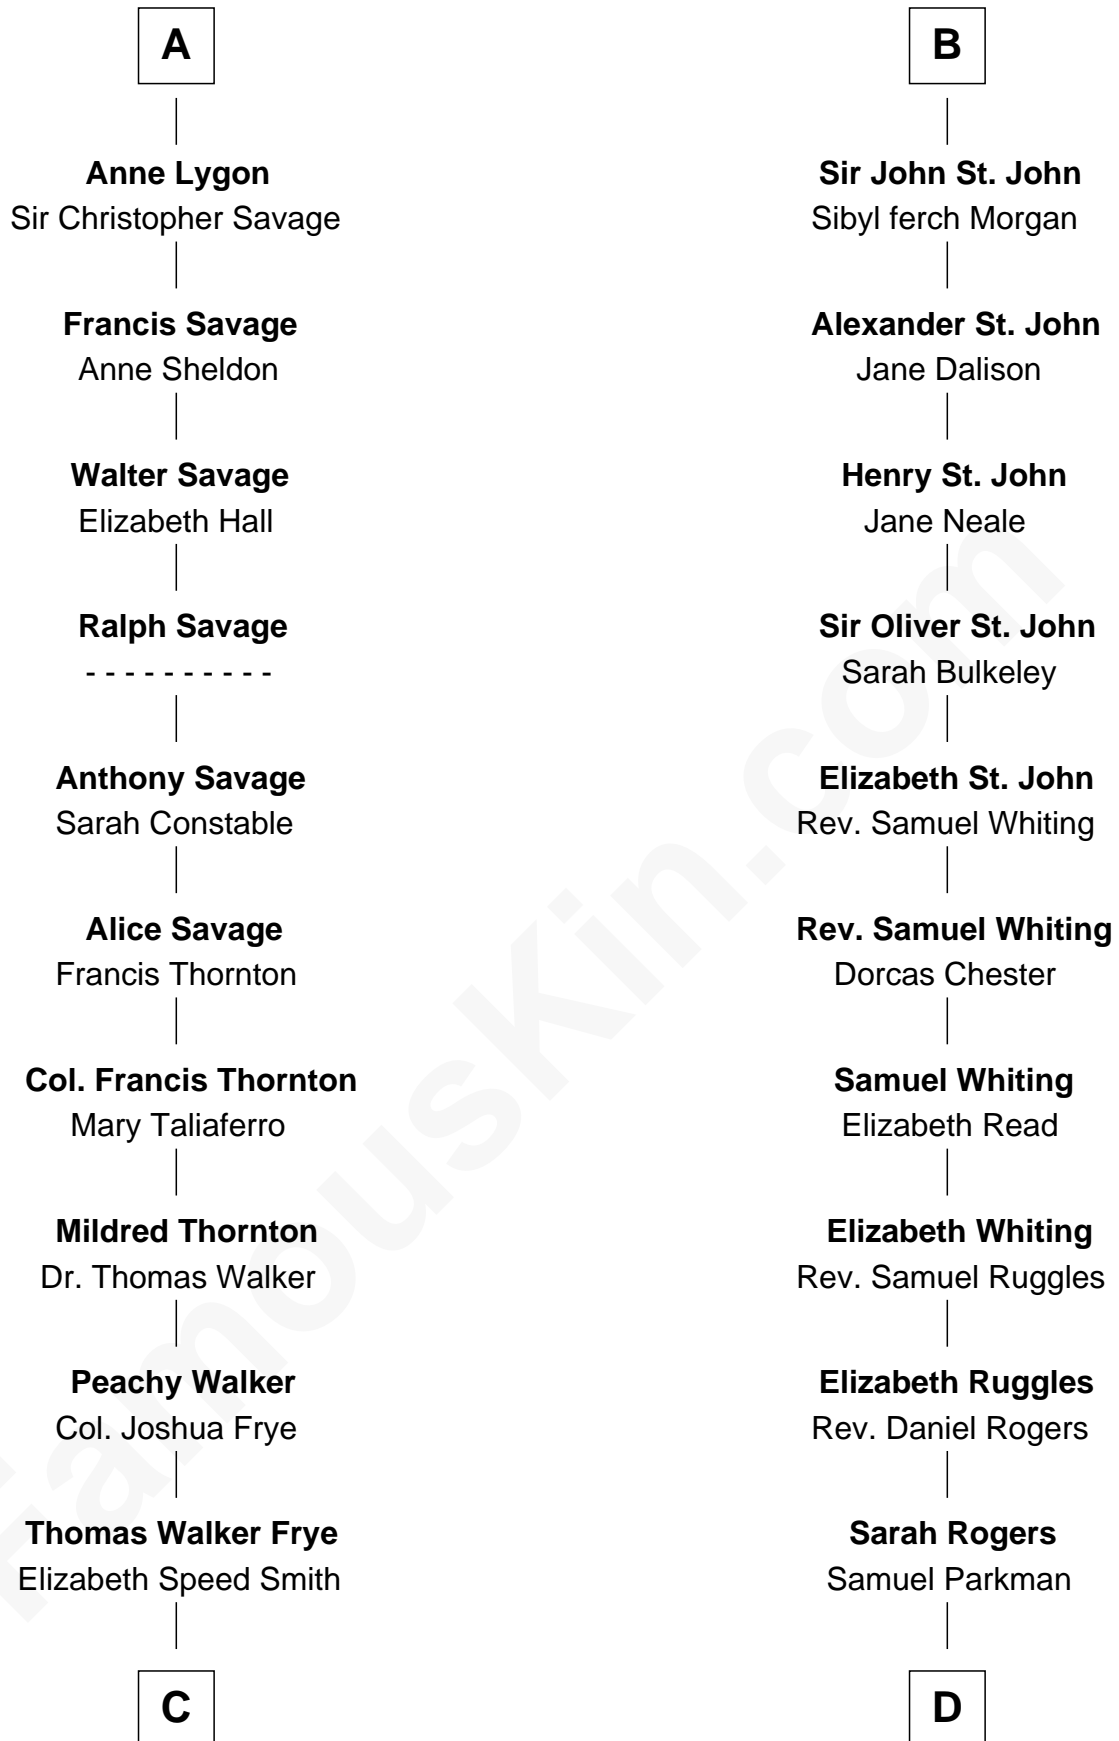 A
Anne Lygon
Sir Christopher Savage
Francis Savage
Anne Sheldon
Walter Savage
Elizabeth Hall
Ralph Savage
- - - - - - - - - -
Anthony Savage
Sarah Constable
Alice Savage
Francis Thornton
Col. Francis Thornton
Mary Taliaferro
Mildred Thornton
Dr. Thomas Walker
Peachy Walker
Col. Joshua Frye
Thomas Walker Frye
Elizabeth Speed Smith
C
B
Sir John St. John
Sibyl ferch Morgan
Alexander St. John
Jane Dalison
Henry St. John
Jane Neale
Sir Oliver St. John
Sarah Bulkeley
Elizabeth St. John
Rev. Samuel Whiting
Rev. Samuel Whiting
Dorcas Chester
Samuel Whiting
Elizabeth Read
Elizabeth Whiting
Rev. Samuel Ruggles
Elizabeth Ruggles
Rev. Daniel Rogers
Sarah Rogers
Samuel Parkman
D
FamousKin.com